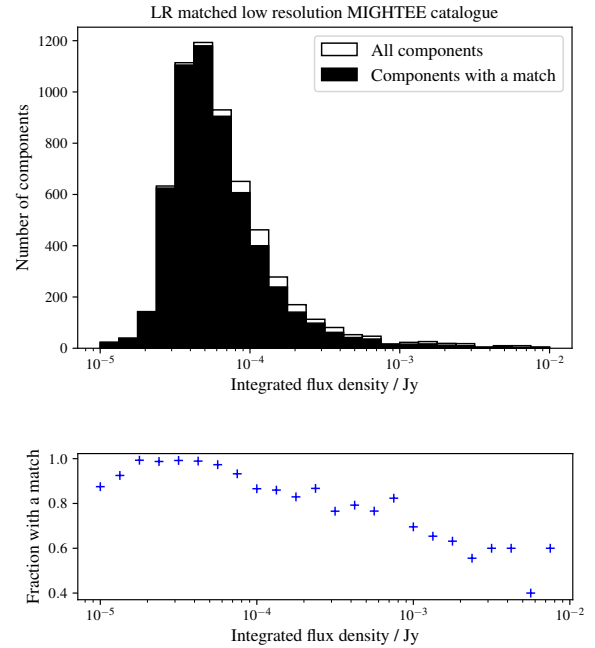 LR matched low resolution MIGHTEE catalogue
All components
Components with a match
Number of components
1200
1000
800
600
400
200
0
10⁻⁵
10⁻⁴
10⁻³
10⁻²
Integrated flux density / Jy
Fraction with a match
1.0
0.8
0.6
0.4
10⁻⁵
10⁻⁴
10⁻³
10⁻²
Integrated flux density / Jy